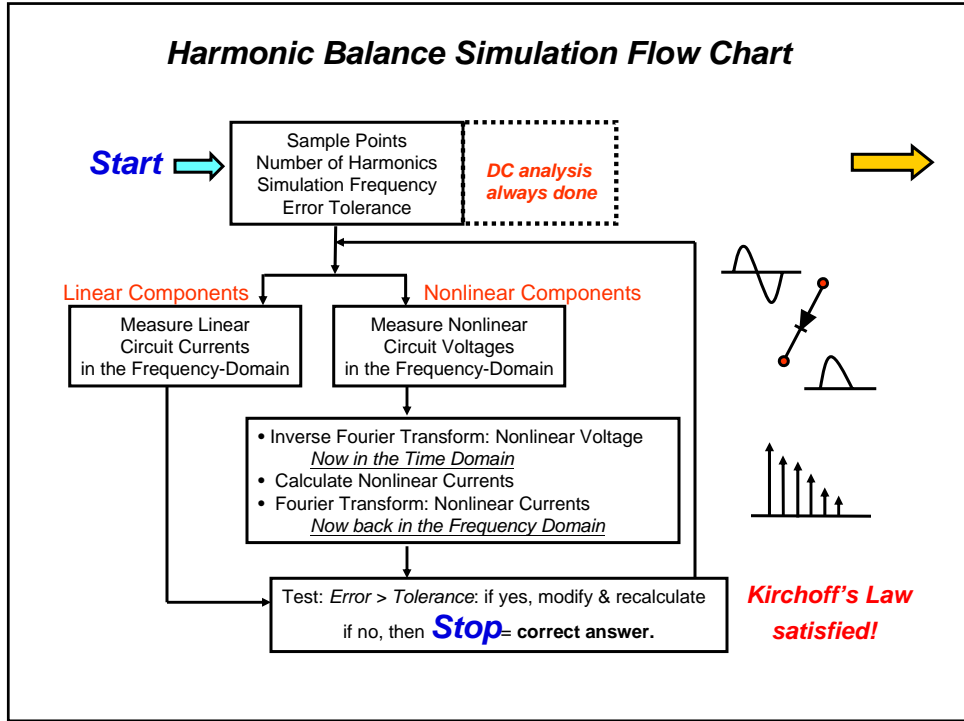 Harmonic Balance Simulation Flow Chart
Start
Sample Points
Number of Harmonics
Simulation Frequency
Error Tolerance
DC analysis
always done
Linear Components
Nonlinear Components
Measure Linear
Circuit Currents
in the Frequency-Domain
Measure Nonlinear
Circuit Voltages
in the Frequency-Domain
• Inverse Fourier Transform: Nonlinear Voltage
Now in the Time Domain
• Calculate Nonlinear Currents
• Fourier Transform: Nonlinear Currents
Now back in the Frequency Domain
Test: Error > Tolerance: if yes, modify & recalculate
if no, then Stop= correct answer.
Kirchoff's Law
satisfied!